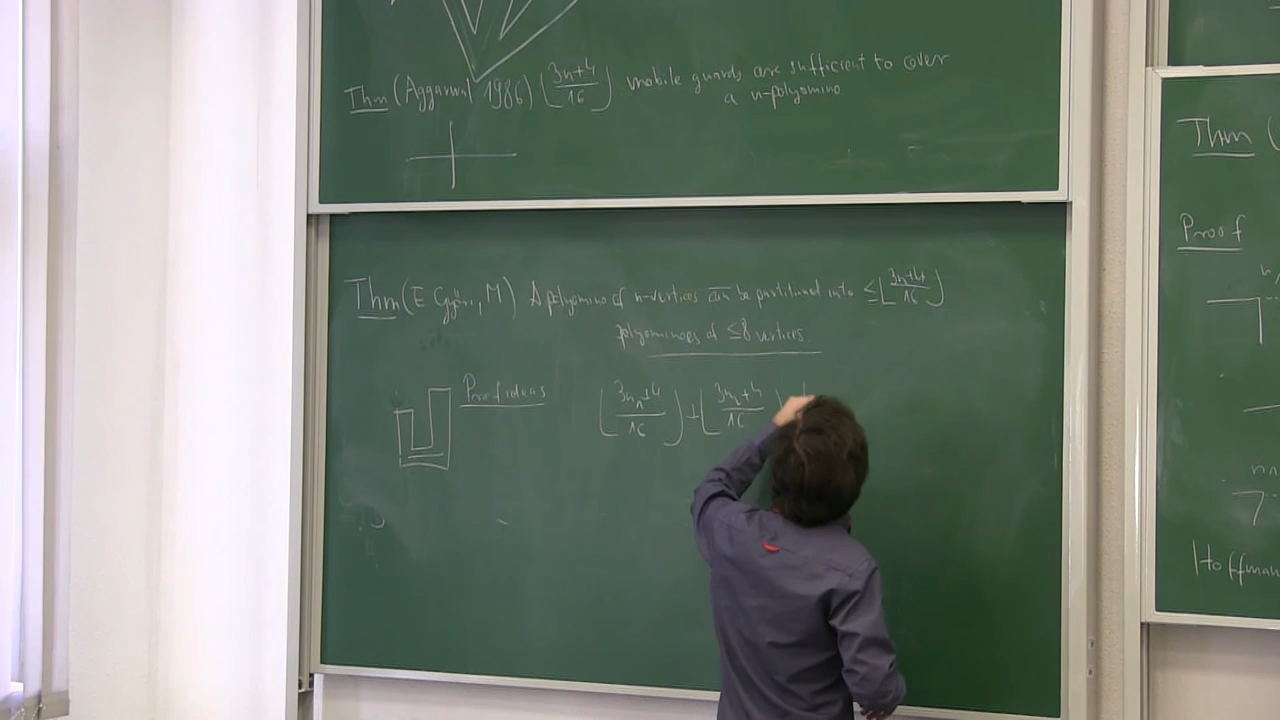 Thm (Aggarwal 1986) ⌊(3n+4)/16⌋ mobile guards are sufficient to cover
a n-polyomino
Thm (E Győri, M) A polyomino of n-vertices can be partitioned into ≤⌊(3n+4)/16⌋
polyominoes of ≤8 vertices.
Proof ideas ⌊(3n₁+4)/16⌋+⌊(3n₂+4)/16
Thm (
Proof
Hoffman